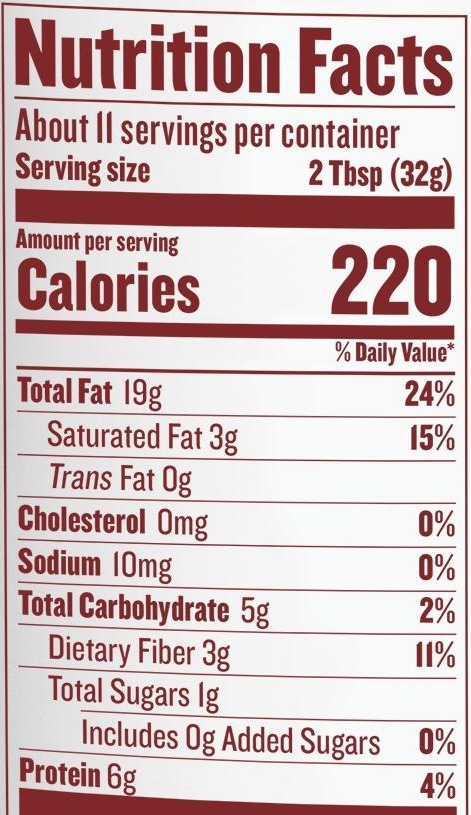 Nutrition Facts
About 11 servings per container
Serving size 2 Tbsp (32g)
Amount per serving
Calories 220
% Daily Value*
Total Fat 19g 24%
Saturated Fat 3g 15%
Trans Fat 0g
Cholesterol 0mg 0%
Sodium 10mg 0%
Total Carbohydrate 5g 2%
Dietary Fiber 3g 11%
Total Sugars 1g
Includes 0g Added Sugars 0%
Protein 6g 4%